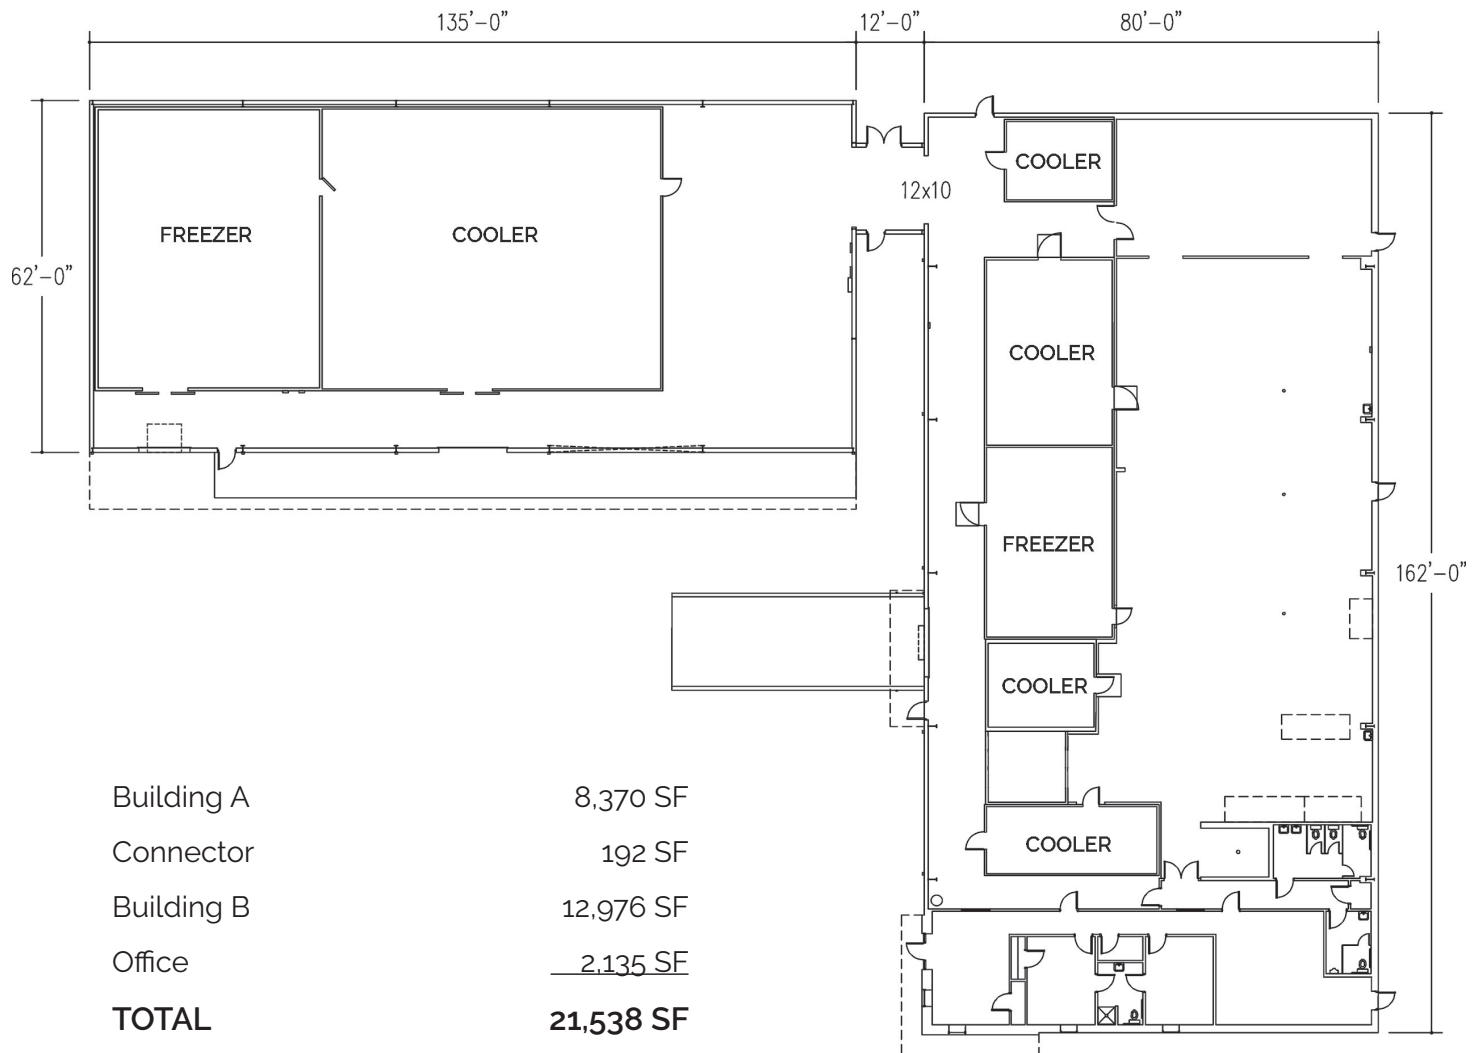 135'-0" 12'-0" 80'-0"
COOLER
12x10
FREEZER COOLER
62'-0"
COOLER
FREEZER
162'-0"
COOLER
COOLER
Building A 8,370 SF
Connector 192 SF
Building B 12,976 SF
Office 2,135 SF
TOTAL 21,538 SF